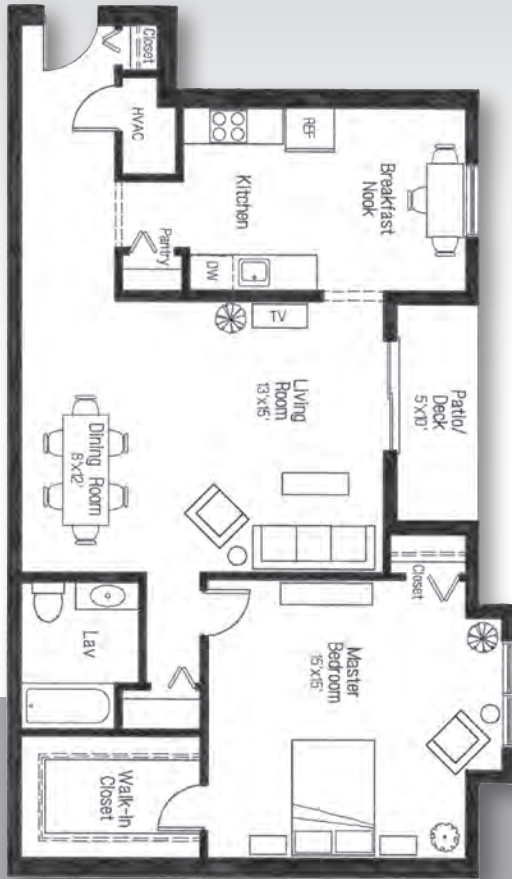 Closet
HVAC
REF
Breakfast
Nook
Kitchen
Pantry
DW
TV
Living
Room
13'x15'
Patio/
Deck
5'x10'
Dining Room
8'x12'
Closet
Lav
Master
Bedroom
15'x15'
Walk-In
Closet